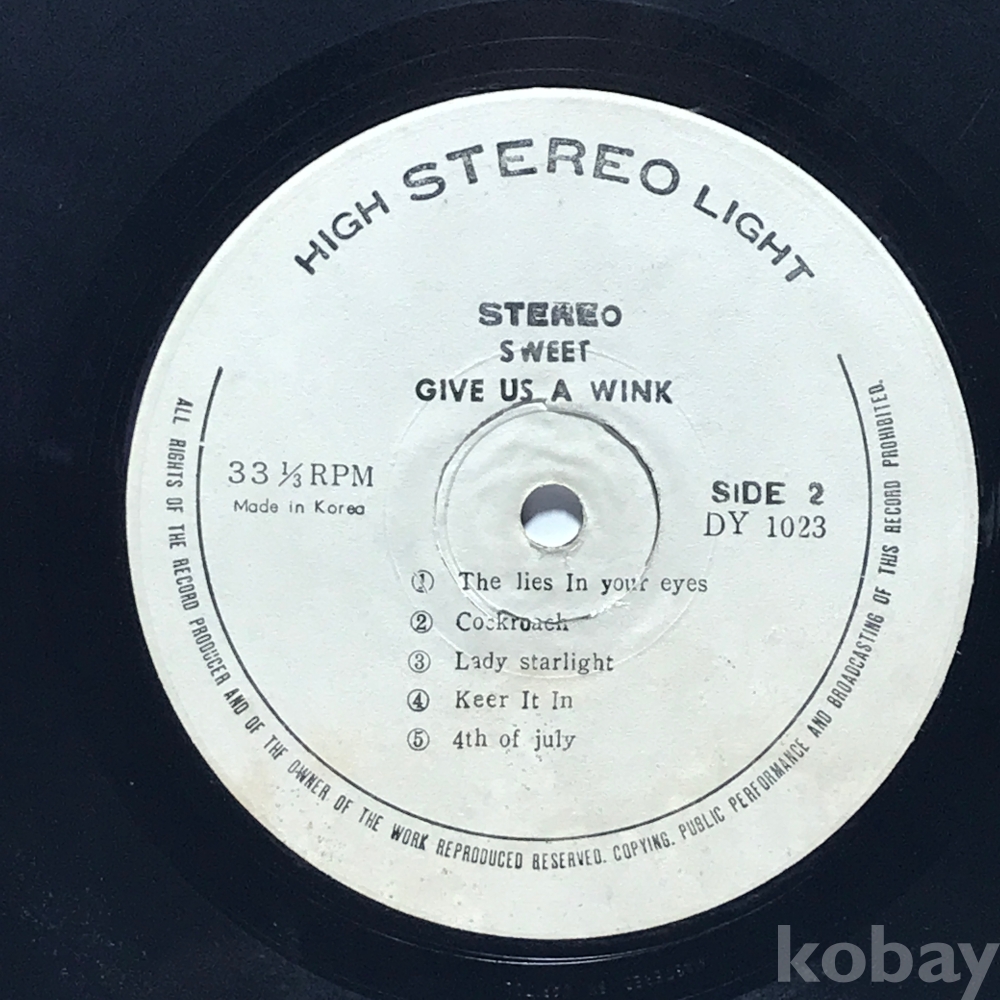 HIGH STEREO LIGHT
STEREO
SWEET
GIVE US A WINK
33 ⅓ RPM
Made in Korea
SIDE 2
DY 1023
① The lies In your eyes
② Cockroach
③ Lady starlight
④ Keer It In
⑤ 4th of july
ALL RIGHTS OF THE RECORD PRODUCER AND OF THE OWNER OF THE WORK REPRODUCED RESERVED. COPYING. PUBLIC PERFORMANCE AND BROADCASTING OF THIS RECORD PROHIBITED.
kobay